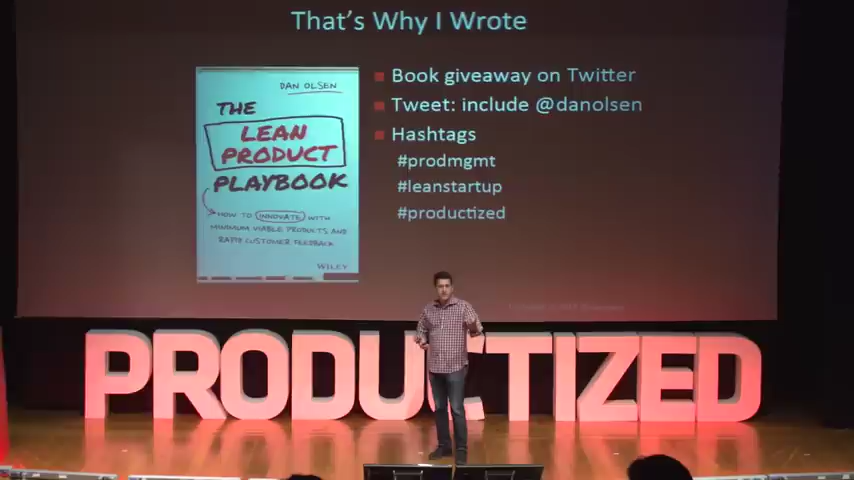 That's Why I Wrote
DAN OLSEN
THE
LEAN
PRODUCT
PLAYBOOK
HOW TO INNOVATE WITH
MINIMUM VIABLE PRODUCTS AND
RAPID CUSTOMER FEEDBACK
WILEY
Book giveaway on Twitter
Tweet: include @danolsen
Hashtags
#prodmgmt
#leanstartup
#productized
PRODUCTIZED